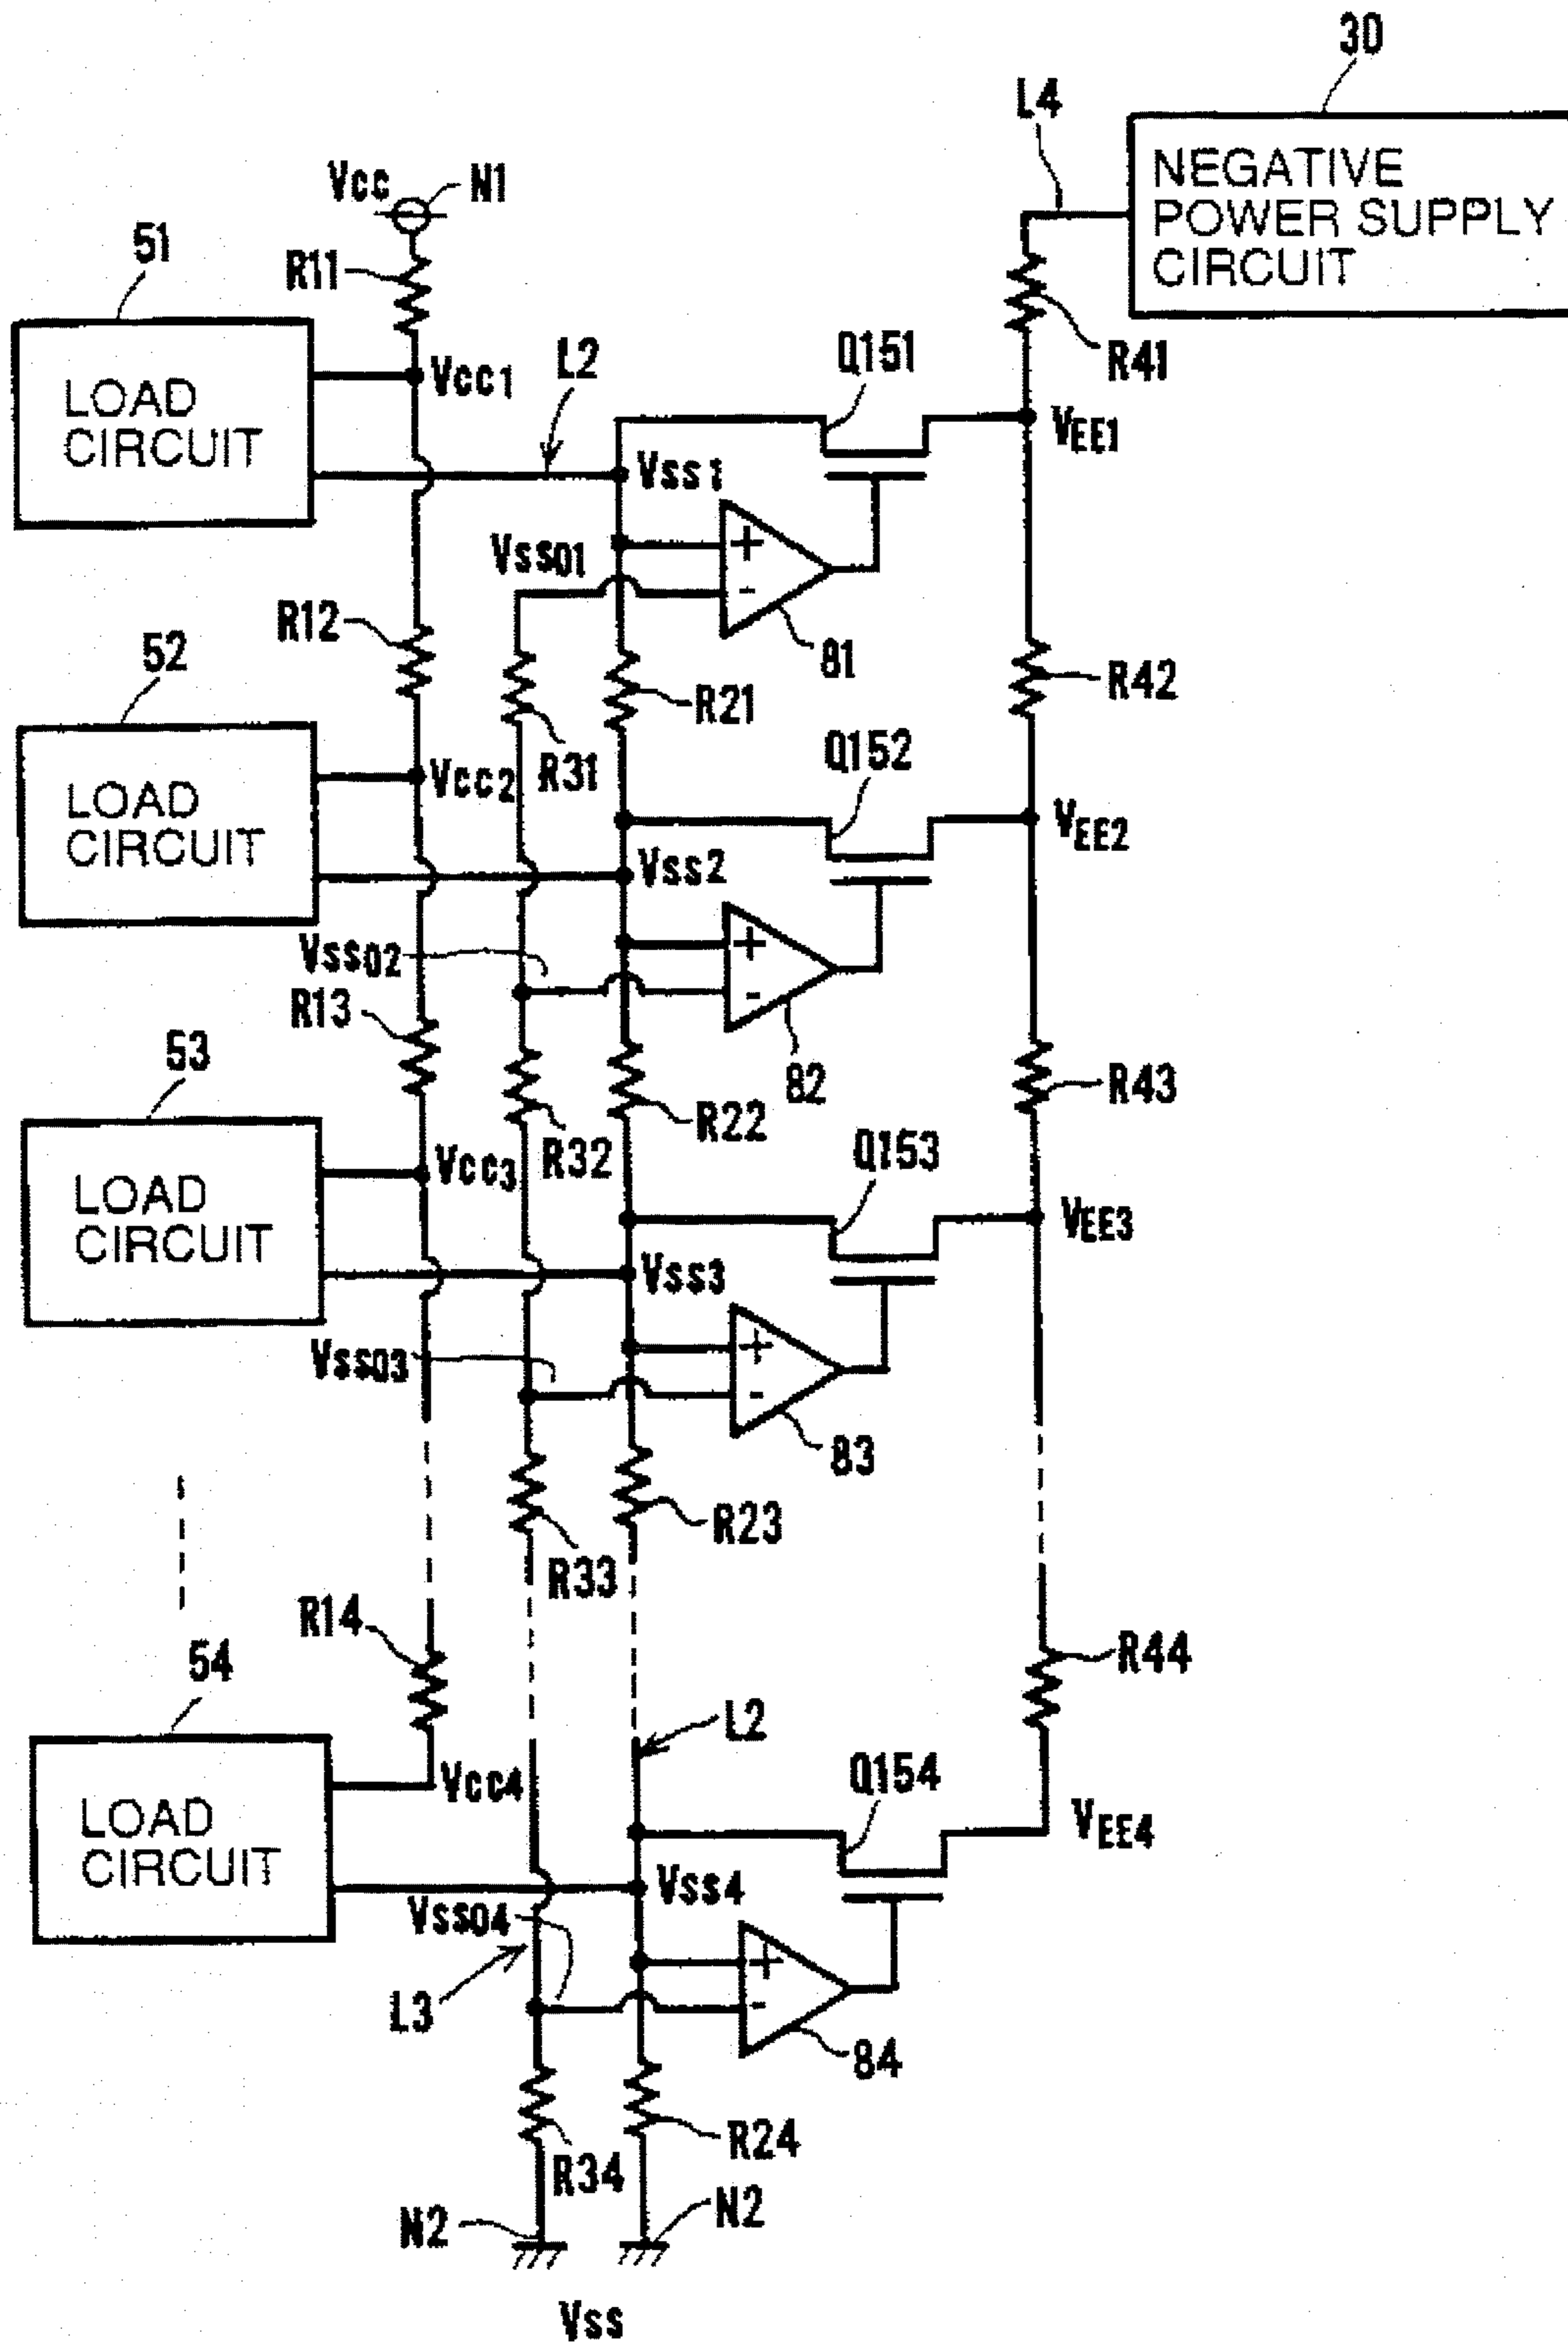 30
L4
NEGATIVE
POWER SUPPLY
CIRCUIT
Vcc
N1
51
R11
R41
LOAD
CIRCUIT
Vcc1
L2
Q151
VEE1
Vss1
Vss01
+
-
81
R12
R42
52
R21
R31
Q152
LOAD
CIRCUIT
Vcc2
VEE2
Vss2
Vss02
+
-
82
R13
R43
53
R22
R32
Q153
LOAD
CIRCUIT
Vcc3
VEE3
Vss3
Vss03
+
-
83
R23
R33
R14
R44
54
L2
Q154
LOAD
CIRCUIT
Vcc4
VEE4
Vss4
Vss04
+
-
L3
84
R24
R34
N2
N2
Vss